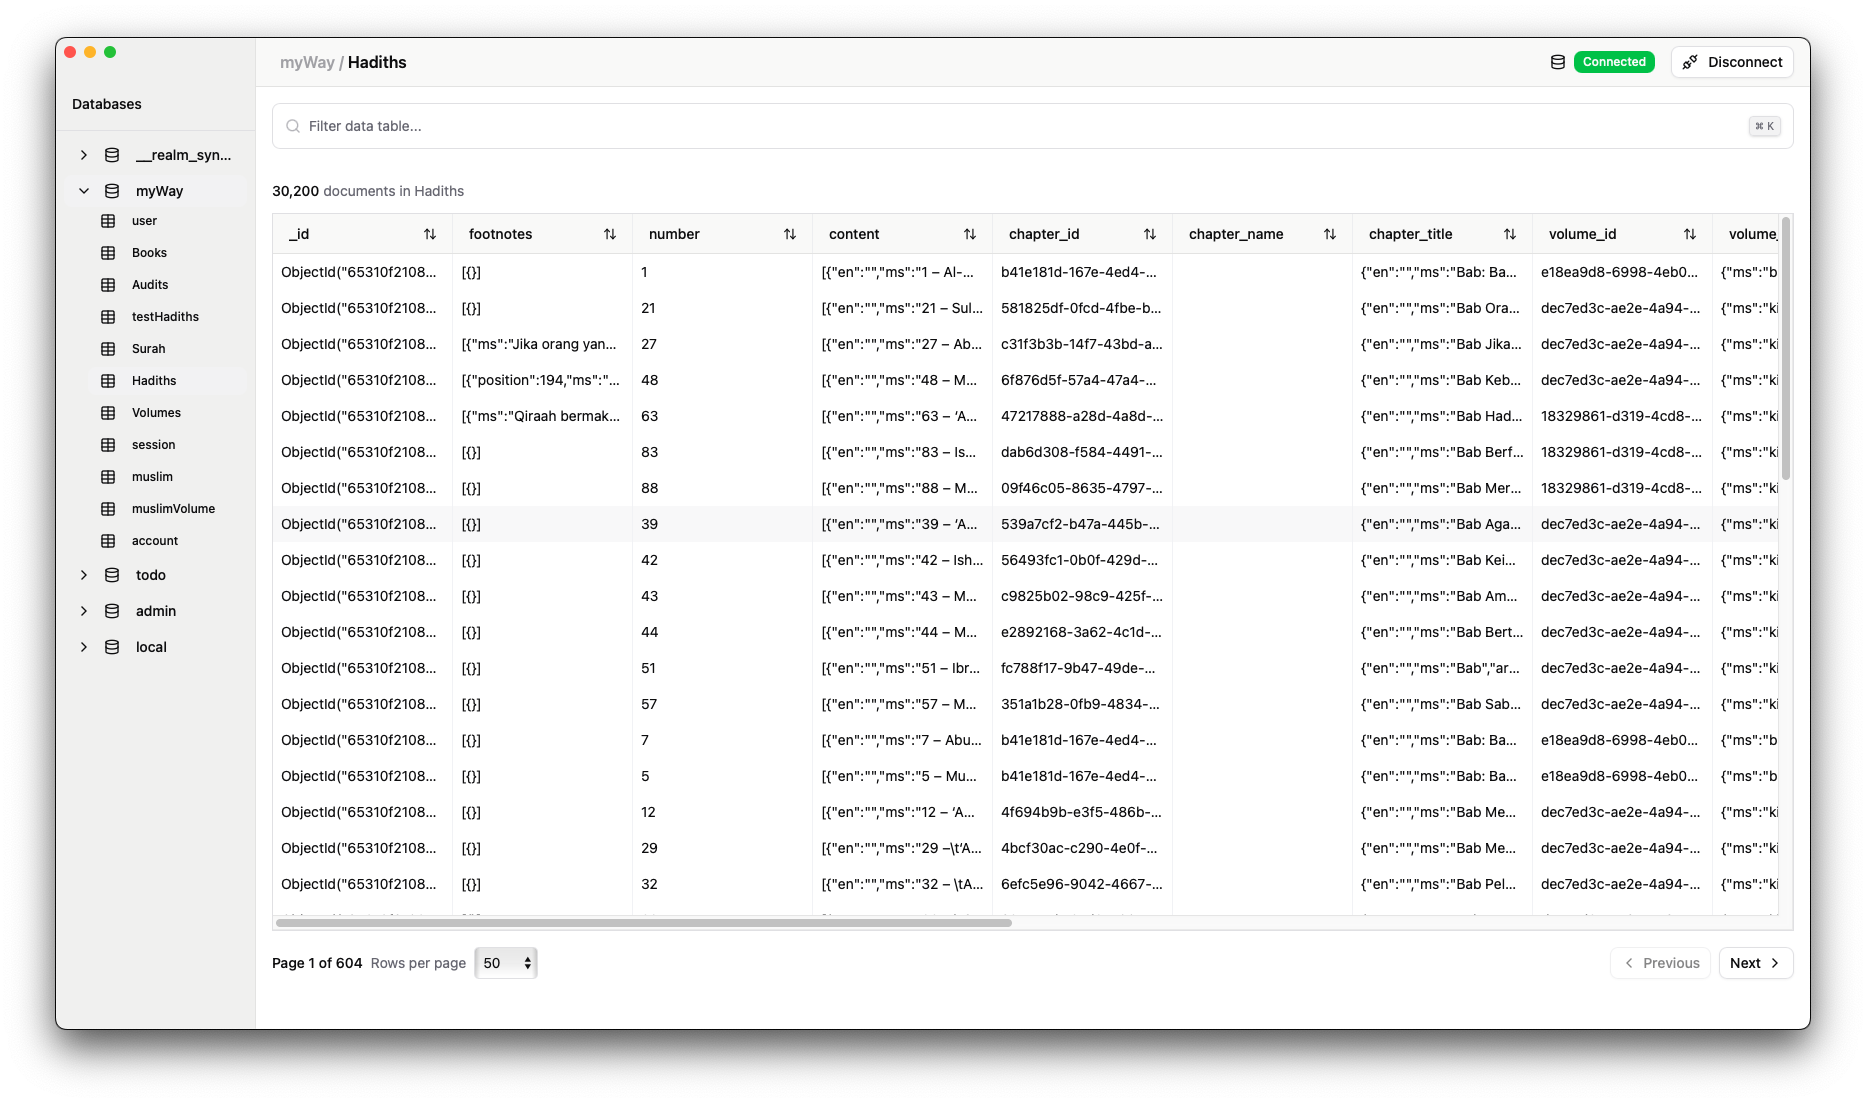 myWay / Hadiths
Connected
Disconnect
Databases
__realm_syn...
myWay
user
Books
Audits
testHadiths
Surah
Hadiths
Volumes
session
muslim
muslimVolume
account
todo
admin
local
Filter data table...
⌘ K
30,200 documents in Hadiths
_id footnotes number content chapter_id chapter_name chapter_title volume_id volume_
ObjectId("65310f2108... [{}] 1 [{"en":"","ms":"1 – Al-... b41e181d-167e-4ed4-... {"en":"","ms":"Bab: Ba... e18ea9d8-6998-4eb0... {"ms":"b
ObjectId("65310f2108... [{}] 21 [{"en":"","ms":"21 – Sul... 581825df-0fcd-4fbe-b... {"en":"","ms":"Bab Ora... dec7ed3c-ae2e-4a94-... {"ms":"ki
ObjectId("65310f2108... [{"ms":"Jika orang yan... 27 [{"en":"","ms":"27 – Ab... c31f3b3b-14f7-43bd-a... {"en":"","ms":"Bab Jika... dec7ed3c-ae2e-4a94-... {"ms":"ki
ObjectId("65310f2108... [{"position":194,"ms":"... 48 [{"en":"","ms":"48 – M... 6f876d5f-57a4-47a4-... {"en":"","ms":"Bab Keb... dec7ed3c-ae2e-4a94-... {"ms":"ki
ObjectId("65310f2108... [{"ms":"Qiraah bermak... 63 [{"en":"","ms":"63 – ‘A... 47217888-a28d-4a8d-... {"en":"","ms":"Bab Had... 18329861-d319-4cd8-... {"ms":"ki
ObjectId("65310f2108... [{}] 83 [{"en":"","ms":"83 – Is... dab6d308-f584-4491-... {"en":"","ms":"Bab Berf... 18329861-d319-4cd8-... {"ms":"ki
ObjectId("65310f2108... [{}] 88 [{"en":"","ms":"88 – M... 09f46c05-8635-4797-... {"en":"","ms":"Bab Mer... 18329861-d319-4cd8-... {"ms":"ki
ObjectId("65310f2108... [{}] 39 [{"en":"","ms":"39 – ‘A... 539a7cf2-b47a-445b-... {"en":"","ms":"Bab Aga... dec7ed3c-ae2e-4a94-... {"ms":"ki
ObjectId("65310f2108... [{}] 42 [{"en":"","ms":"42 – Ish... 56493fc1-0b0f-429d-... {"en":"","ms":"Bab Kei... dec7ed3c-ae2e-4a94-... {"ms":"ki
ObjectId("65310f2108... [{}] 43 [{"en":"","ms":"43 – M... c9825b02-98c9-425f-... {"en":"","ms":"Bab Am... dec7ed3c-ae2e-4a94-... {"ms":"ki
ObjectId("65310f2108... [{}] 44 [{"en":"","ms":"44 – M... e2892168-3a62-4c1d-... {"en":"","ms":"Bab Bert... dec7ed3c-ae2e-4a94-... {"ms":"ki
ObjectId("65310f2108... [{}] 51 [{"en":"","ms":"51 – Ibr... fc788f17-9b47-49de-... {"en":"","ms":"Bab","ar... dec7ed3c-ae2e-4a94-... {"ms":"ki
ObjectId("65310f2108... [{}] 57 [{"en":"","ms":"57 – M... 351a1b28-0fb9-4834-... {"en":"","ms":"Bab Sab... dec7ed3c-ae2e-4a94-... {"ms":"ki
ObjectId("65310f2108... [{}] 7 [{"en":"","ms":"7 – Abu... b41e181d-167e-4ed4-... {"en":"","ms":"Bab: Ba... e18ea9d8-6998-4eb0... {"ms":"b
ObjectId("65310f2108... [{}] 5 [{"en":"","ms":"5 – Mu... b41e181d-167e-4ed4-... {"en":"","ms":"Bab: Ba... e18ea9d8-6998-4eb0... {"ms":"b
ObjectId("65310f2108... [{}] 12 [{"en":"","ms":"12 – ‘A... 4f694b9b-e3f5-486b-... {"en":"","ms":"Bab Me... dec7ed3c-ae2e-4a94-... {"ms":"ki
ObjectId("65310f2108... [{}] 29 [{"en":"","ms":"29 –\t‘A... 4bcf30ac-c290-4e0f-... {"en":"","ms":"Bab Me... dec7ed3c-ae2e-4a94-... {"ms":"ki
ObjectId("65310f2108... [{}] 32 [{"en":"","ms":"32 – \tA... 6efc5e96-9042-4667-... {"en":"","ms":"Bab Pel... dec7ed3c-ae2e-4a94-... {"ms":"ki
Page 1 of 604 Rows per page 50
Previous
Next